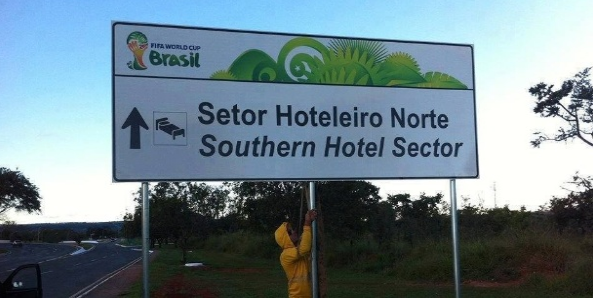 FIFA WORLD CUP
Brasil
Setor Hoteleiro Norte
Southern Hotel Sector